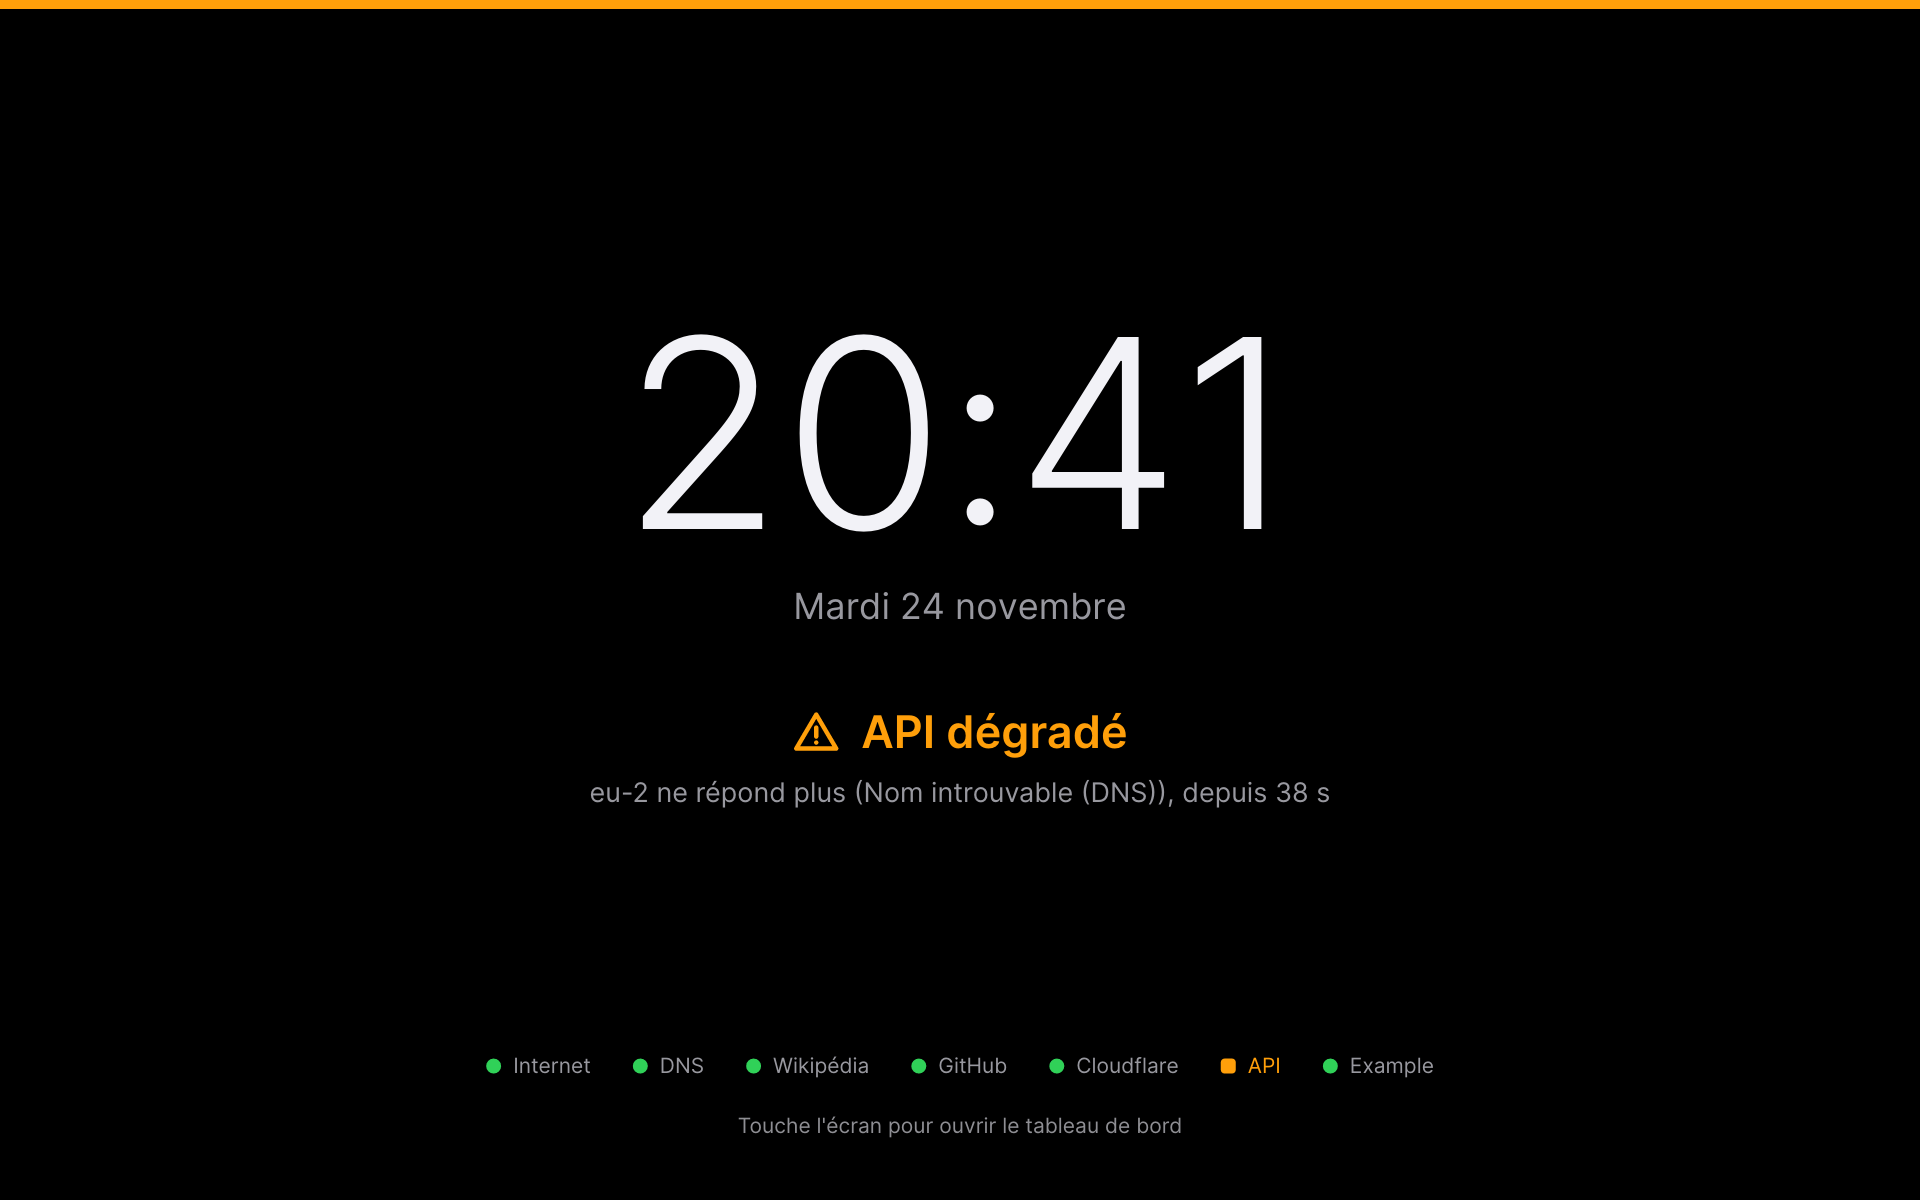 20:41
Mardi 24 novembre
API dégradé
eu-2 ne répond plus (Nom introuvable (DNS)), depuis 38 s
Internet DNS Wikipédia GitHub Cloudflare API Example
Touche l'écran pour ouvrir le tableau de bord